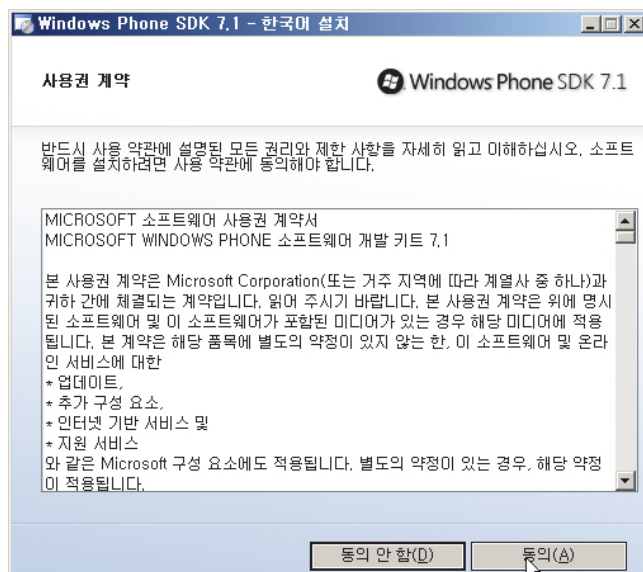 Windows Phone SDK 7.1 - 한국어 설치
사용권 계약
Windows Phone SDK 7.1
반드시 사용 약관에 설명된 모든 권리와 제한 사항을 자세히 읽고 이해하십시오. 소프트
웨어를 설치하려면 사용 약관에 동의해야 합니다.
MICROSOFT 소프트웨어 사용권 계약서
MICROSOFT WINDOWS PHONE 소프트웨어 개발 키트 7.1
본 사용권 계약은 Microsoft Corporation(또는 거주 지역에 따라 계열사 중 하나)과
귀하 간에 체결되는 계약입니다. 읽어 주시기 바랍니다. 본 사용권 계약은 위에 명시
된 소프트웨어 및 이 소프트웨어가 포함된 미디어가 있는 경우 해당 미디어에 적용
됩니다. 본 계약은 해당 품목에 별도의 약정이 있지 않는 한, 이 소프트웨어 및 온라
인 서비스에 대한
* 업데이트,
* 추가 구성 요소,
* 인터넷 기반 서비스 및
* 지원 서비스
와 같은 Microsoft 구성 요소에도 적용됩니다. 별도의 약정이 있는 경우, 해당 약정
이 적용됩니다.
동의 안 함(D)
동의(A)